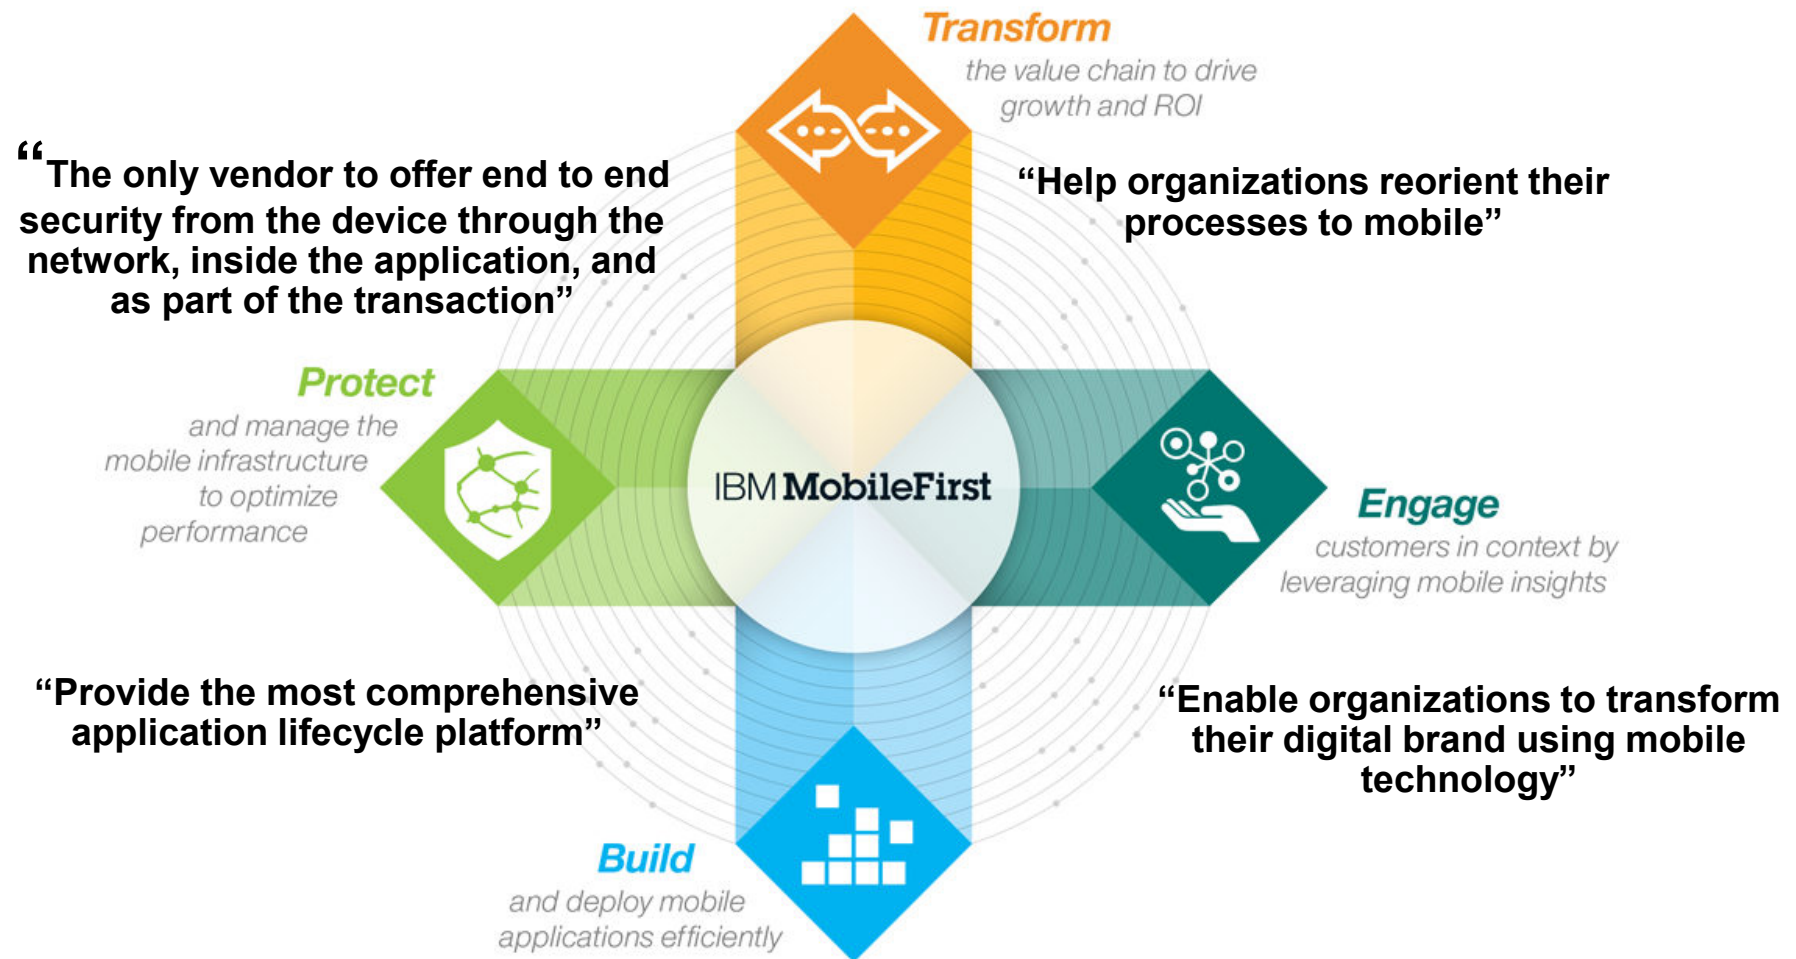 Transform
the value chain to drive
growth and ROI
“The only vendor to offer end to end
security from the device through the
network, inside the application, and
as part of the transaction”
“Help organizations reorient their
processes to mobile”
Protect
and manage the
mobile infrastructure
to optimize
performance
IBM MobileFirst
Engage
customers in context by
leveraging mobile insights
“Provide the most comprehensive
application lifecycle platform”
“Enable organizations to transform
their digital brand using mobile
technology”
Build
and deploy mobile
applications efficiently